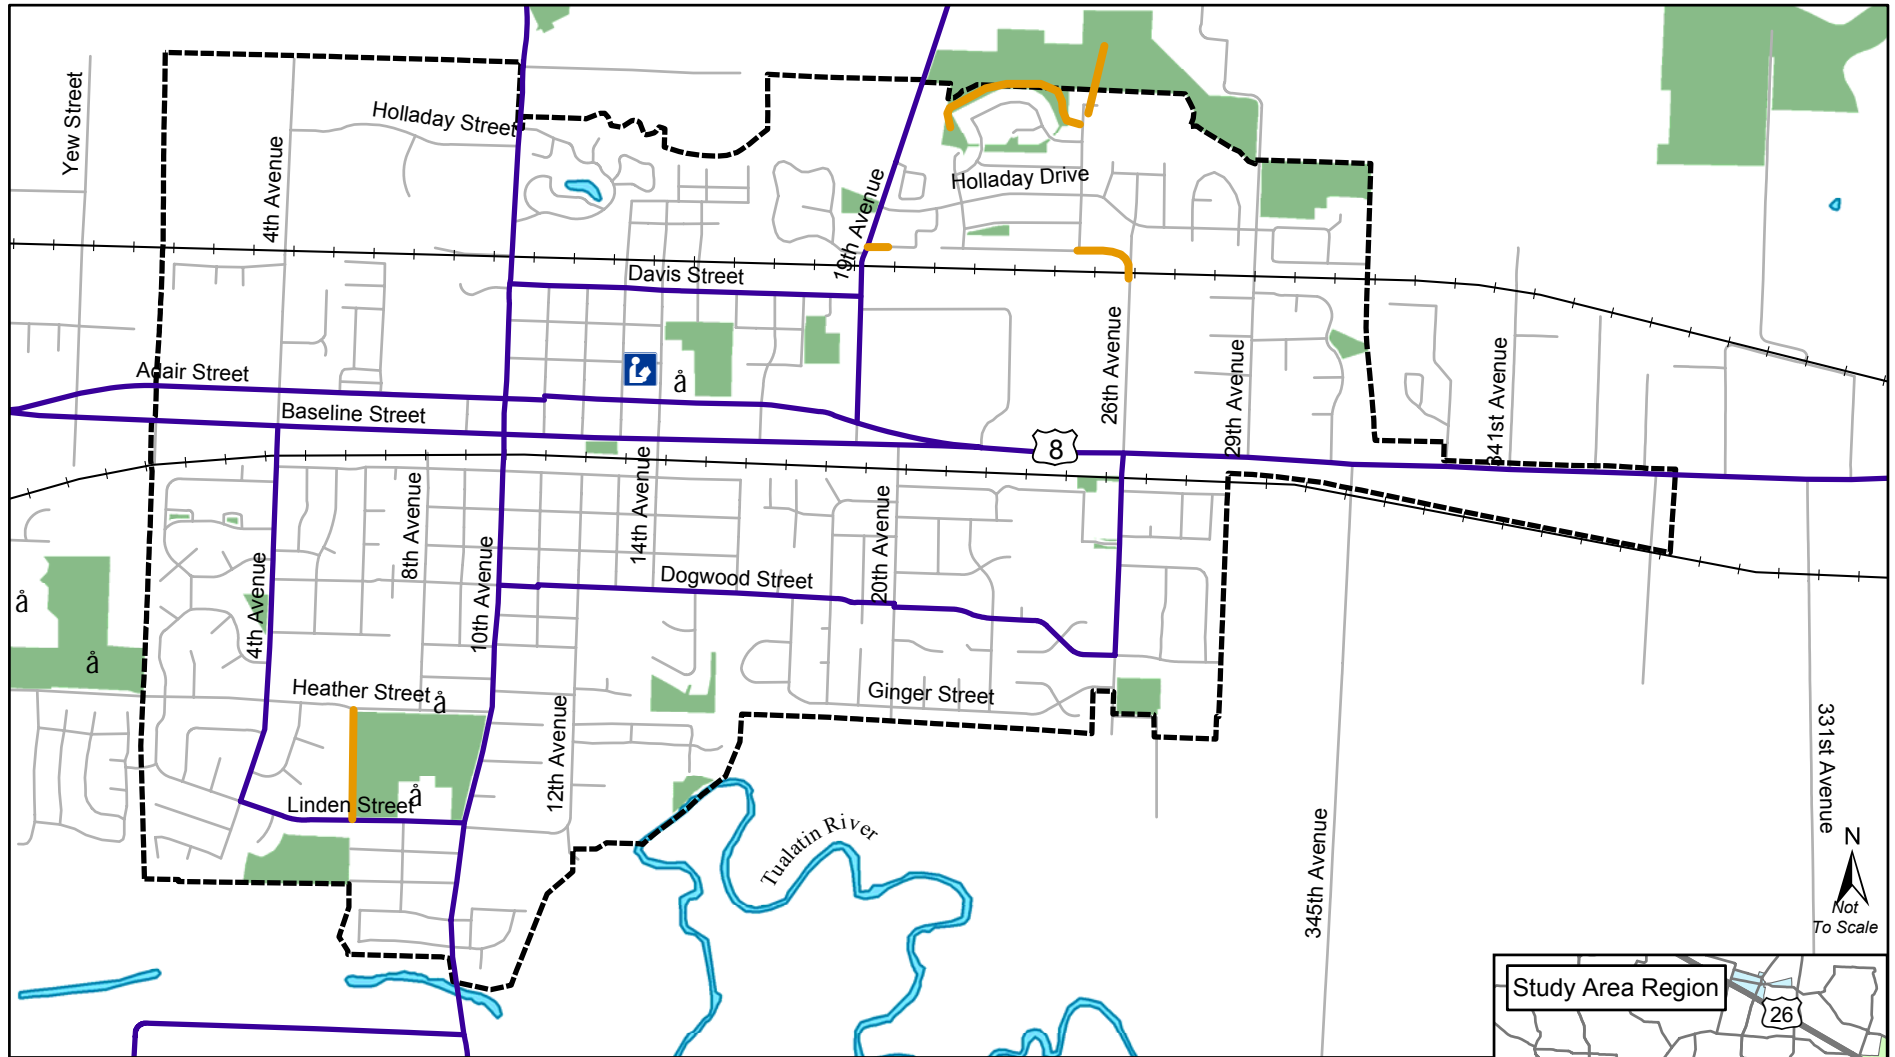 Yew Street
Holladay Street
4th Avenue
19th Avenue
Holladay Drive
Davis Street
Adair Street
Baseline Street
8
26th Avenue
29th Avenue
341st Avenue
å
8th Avenue
14th Avenue
20th Avenue
10th Avenue
4th Avenue
Dogwood Street
å
å
Heather Street
å
Ginger Street
12th Avenue
Linden Street
å
Tualatin River
345th Avenue
331st Avenue
N
Not
To Scale
Study Area Region
26